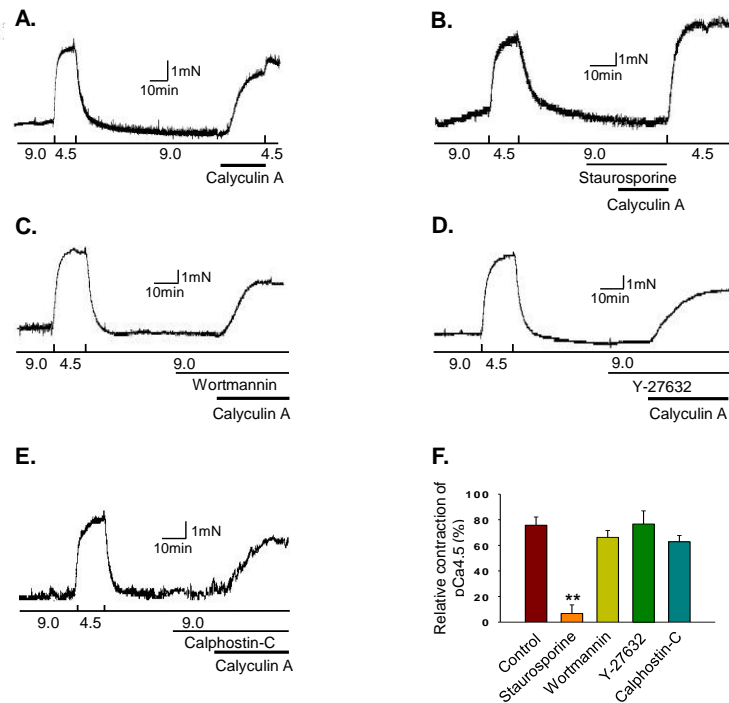 A.
1mN
10min
9.0 4.5 9.0 4.5
Calyculin A
B.
1mN
10min
9.0 4.5 9.0 4.5
Staurosporine
Calyculin A
C.
1mN
10min
9.0 4.5 9.0
Wortmannin
Calyculin A
D.
1mN
10min
9.0 4.5 9.0
Y-27632
Calyculin A
E.
1mN
10min
9.0 4.5 9.0
Calphostin-C
Calyculin A
F.
Relative contraction of
pCa4.5 (%)
100
80
60
40
20
0
**
Control
Staurosporine
Wortmannin
Y-27632
Calphostin-C